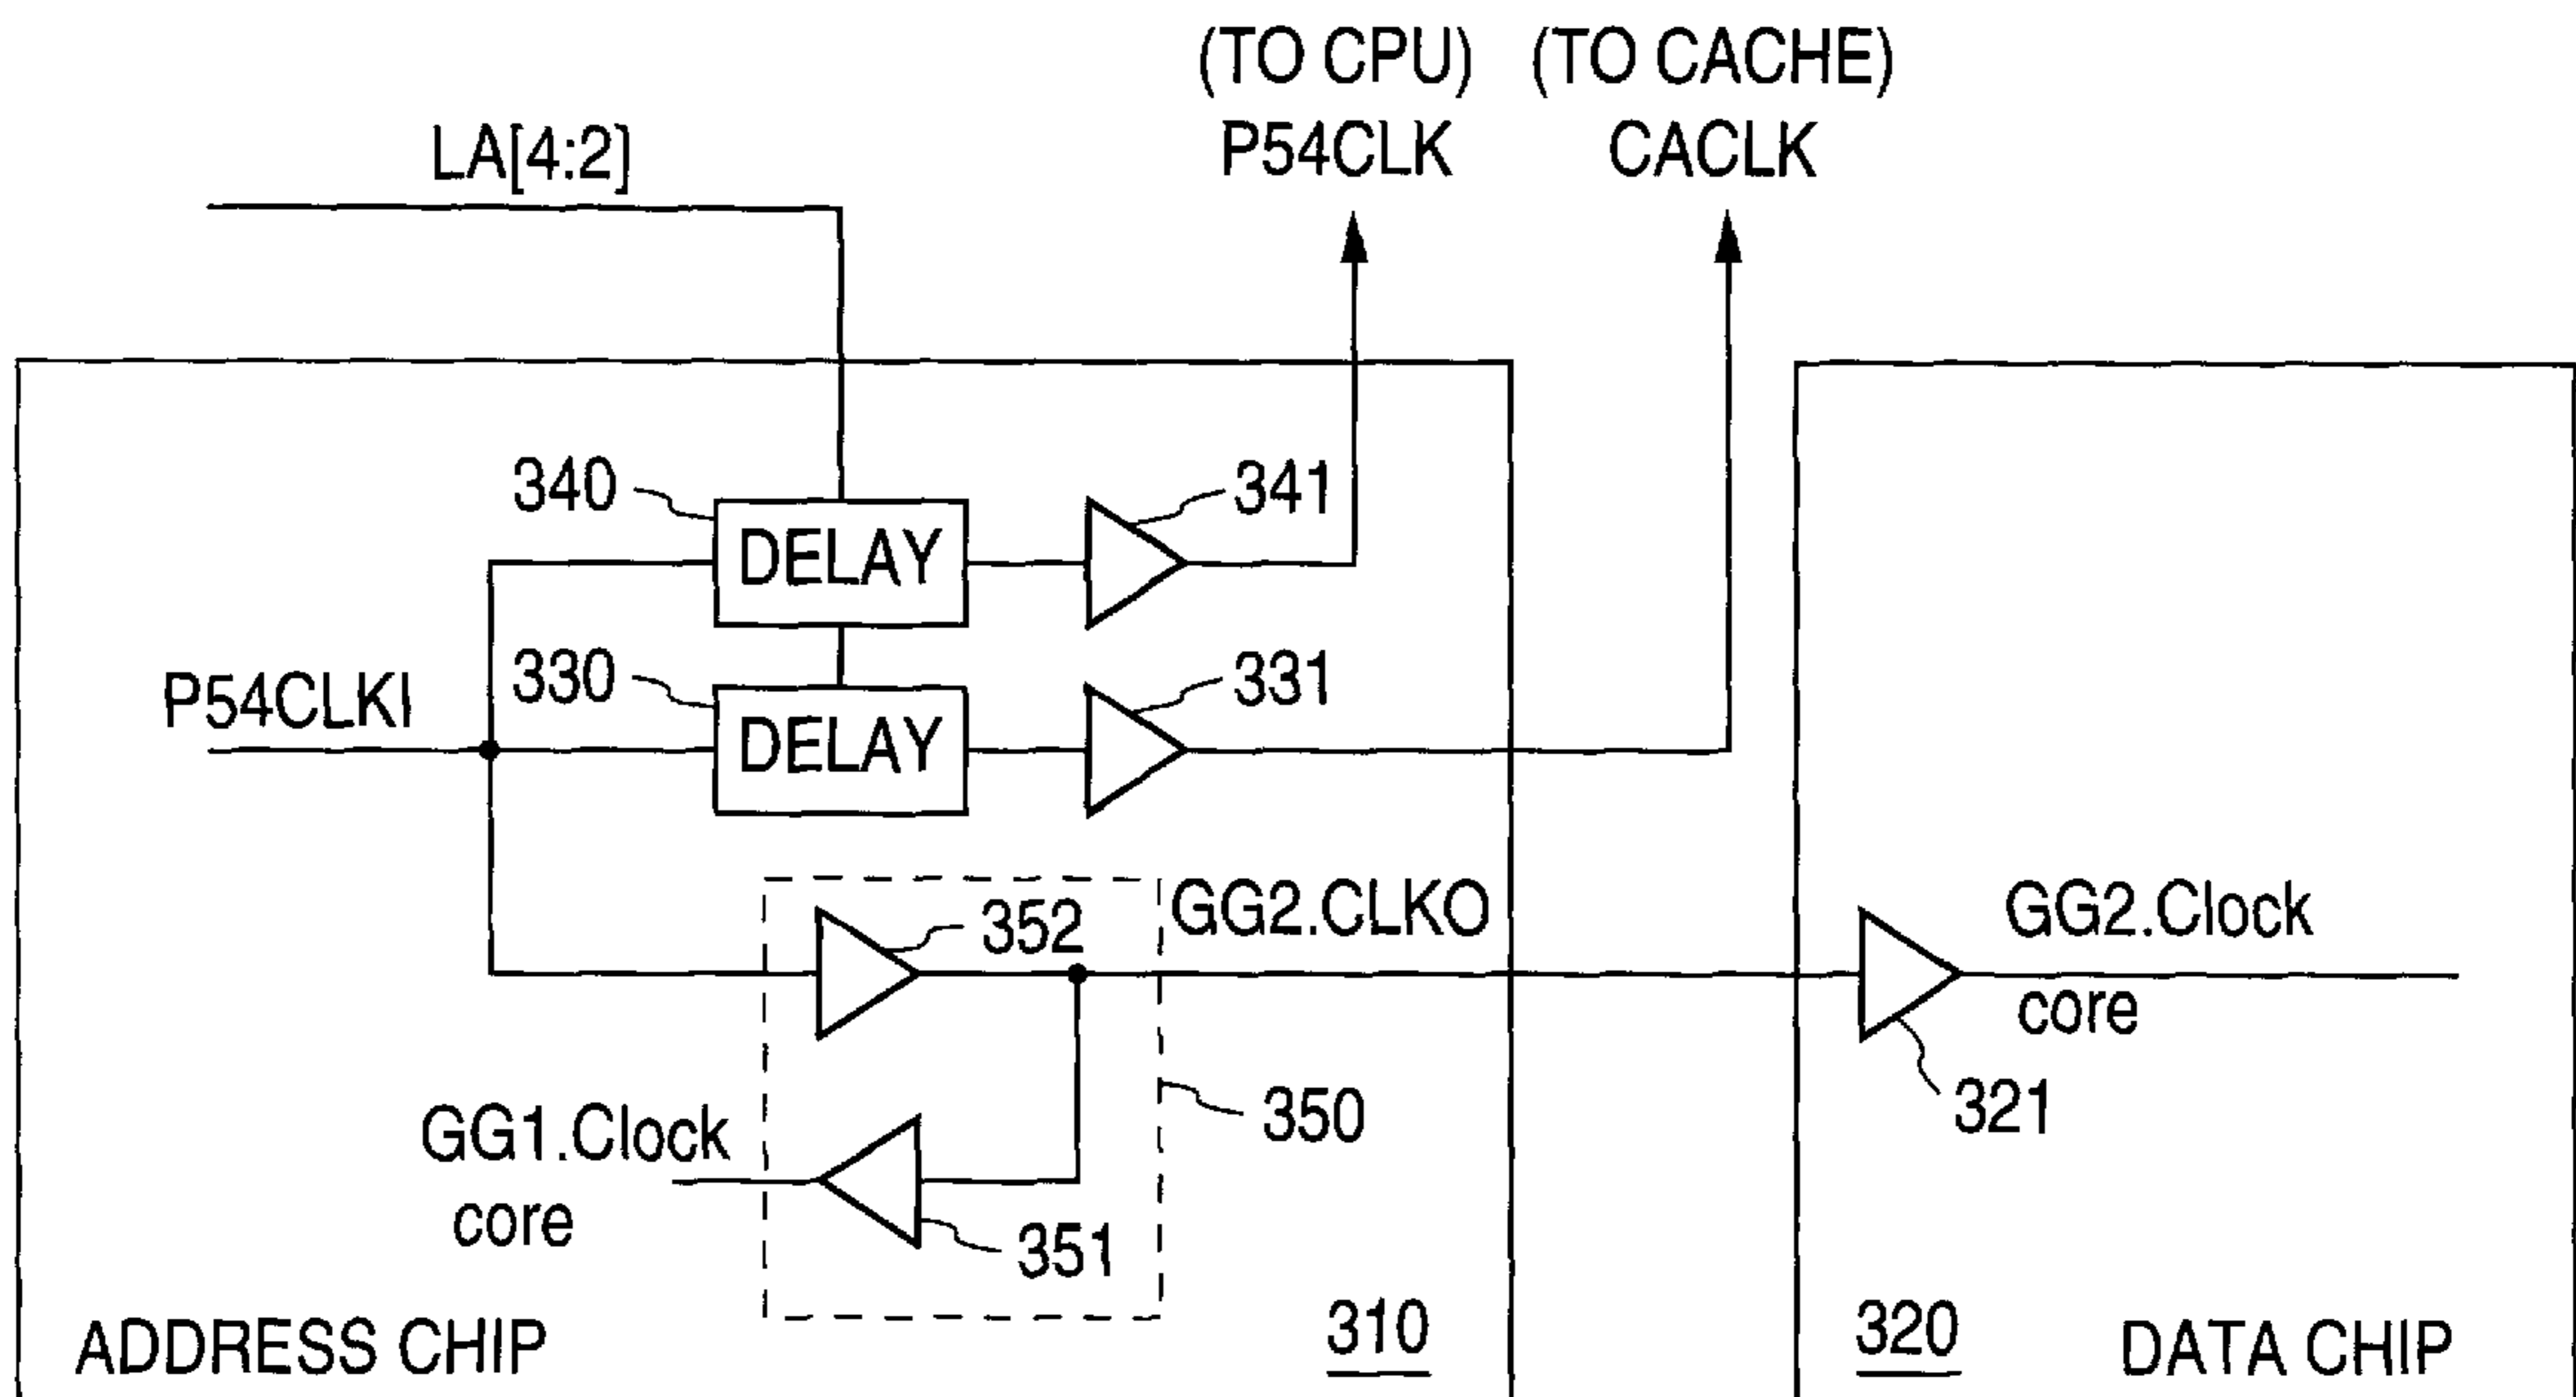 (TO CPU) (TO CACHE)
LA[4:2] P54CLK CACLK
340 DELAY 341
P54CLKI 330 DELAY 331
352 GG2.CLKO GG2.Clock
core
321
GG1.Clock 350
core 351
ADDRESS CHIP 310 320 DATA CHIP